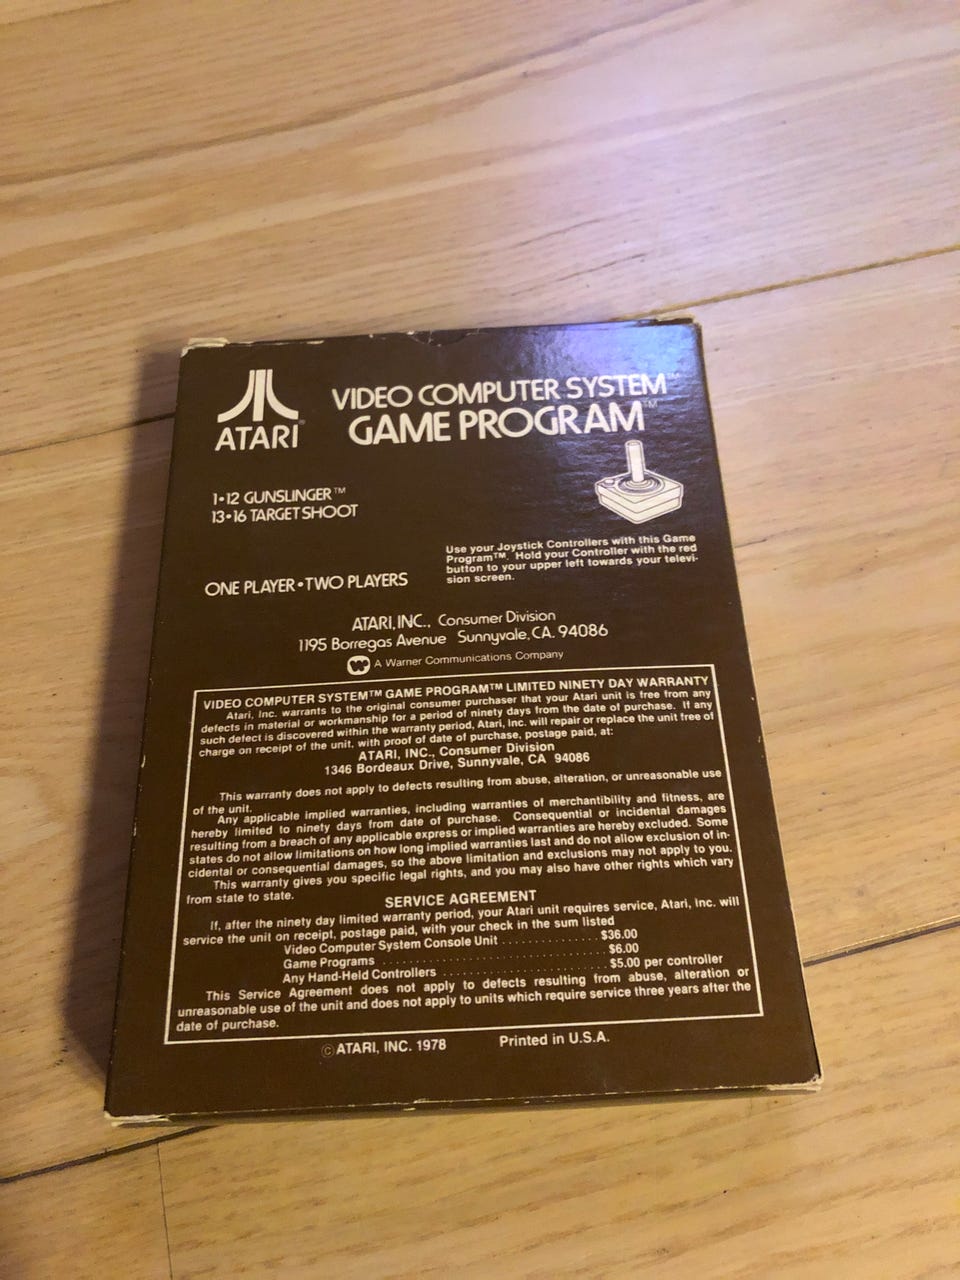 ATARI®
VIDEO COMPUTER SYSTEM™
GAME PROGRAM™
1•12 GUNSLINGER™
13•16 TARGET SHOOT
Use your Joystick Controllers with this Game
Program™. Hold your Controller with the red
button to your upper left towards your televi-
sion screen.
ONE PLAYER•TWO PLAYERS
ATARI, INC., Consumer Division
1195 Borregas Avenue Sunnyvale, CA. 94086
A Warner Communications Company
VIDEO COMPUTER SYSTEM™ GAME PROGRAM™ LIMITED NINETY DAY WARRANTY
Atari, Inc. warrants to the original consumer purchaser that your Atari unit is free from any
defects in material or workmanship for a period of ninety days from the date of purchase. If any
such defect is discovered within the warranty period, Atari, Inc. will repair or replace the unit free of
charge on receipt of the unit, with proof of date of purchase, postage paid, at:
ATARI, INC., Consumer Division
1346 Bordeaux Drive, Sunnyvale, CA 94086
This warranty does not apply to defects resulting from abuse, alteration, or unreasonable use
of the unit.
Any applicable implied warranties, including warranties of merchantibility and fitness, are
hereby limited to ninety days from date of purchase. Consequential or incidental damages
resulting from a breach of any applicable express or implied warranties are hereby excluded. Some
states do not allow limitations on how long implied warranties last and do not allow exclusion of in-
cidental or consequential damages, so the above limitation and exclusions may not apply to you.
This warranty gives you specific legal rights, and you may also have other rights which vary
from state to state.
SERVICE AGREEMENT
If, after the ninety day limited warranty period, your Atari unit requires service, Atari, Inc. will
service the unit on receipt, postage paid, with your check in the sum listed
Video Computer System Console Unit . . . . . . . . . . . . . . . $36.00
Game Programs . . . . . . . . . . . . . . . . . . . . . . . . . . . . . . . . . $6.00
Any Hand-Held Controllers . . . . . . . . . . . . . . . . . . . . . . . $5.00 per controller
This Service Agreement does not apply to defects resulting from abuse, alteration or
unreasonable use of the unit and does not apply to units which require service three years after the
date of purchase.
© ATARI, INC. 1978 Printed in U.S.A.